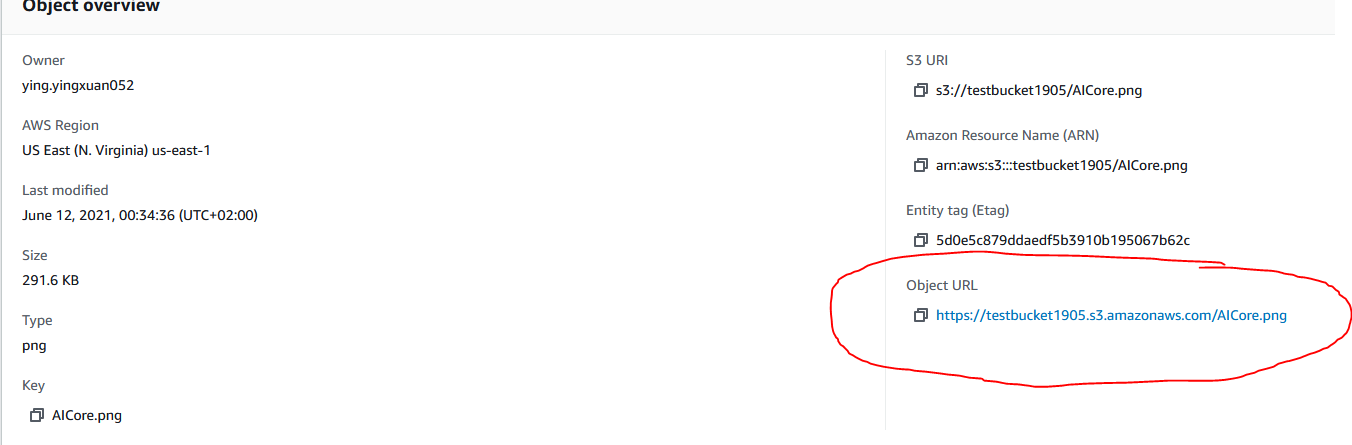 Object overview
Owner
ying.yingxuan052
AWS Region
US East (N. Virginia) us-east-1
Last modified
June 12, 2021, 00:34:36 (UTC+02:00)
Size
291.6 KB
Type
png
Key
AICore.png
S3 URI
s3://testbucket1905/AICore.png
Amazon Resource Name (ARN)
arn:aws:s3:::testbucket1905/AICore.png
Entity tag (Etag)
5d0e5c879ddaedf5b3910b195067b62c
Object URL
https://testbucket1905.s3.amazonaws.com/AICore.png